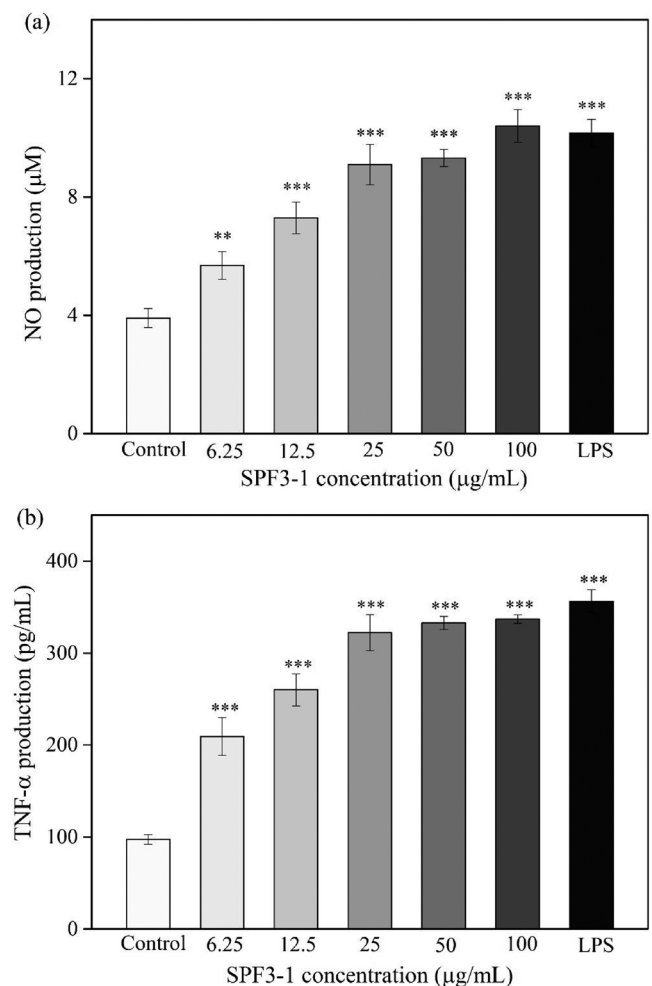 (a)
NO production (μM)
12
8
4
0
**
***
***
***
***
***
Control 6.25 12.5 25 50 100 LPS
SPF3-1 concentration (μg/mL)
(b)
TNF-α production (pg/mL)
400
300
200
100
0
***
***
***
***
***
***
Control 6.25 12.5 25 50 100 LPS
SPF3-1 concentration (μg/mL)